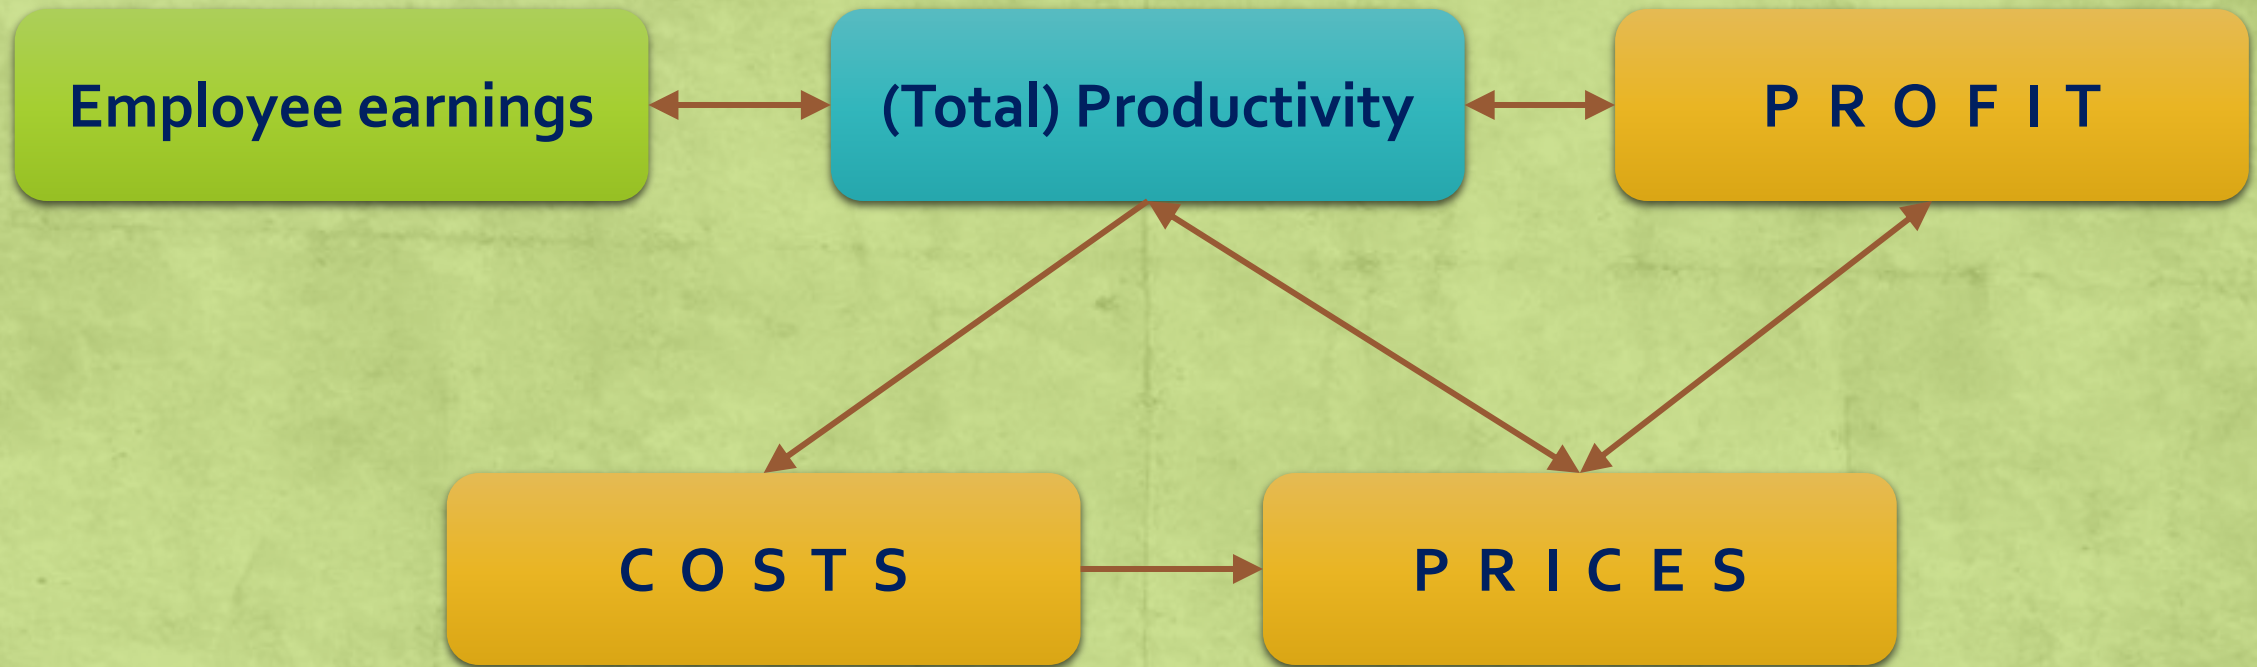 Employee earnings
(Total) Productivity
P R O F I T
C O S T S
P R I C E S